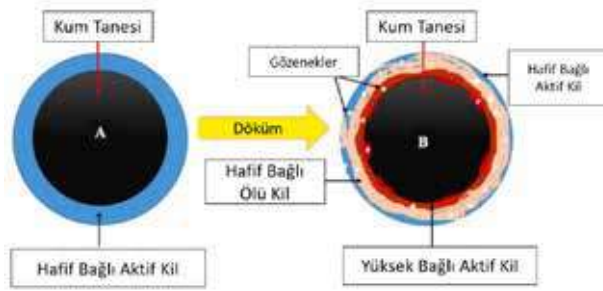 Kum Tanesi
Kum Tanesi
Gözenekler
Hafif Bağlı
Aktif Kil
A
Döküm
B
Hafif Bağlı
Ölü Kil
Hafif Bağlı Aktif Kil
Yüksek Bağlı Aktif Kil